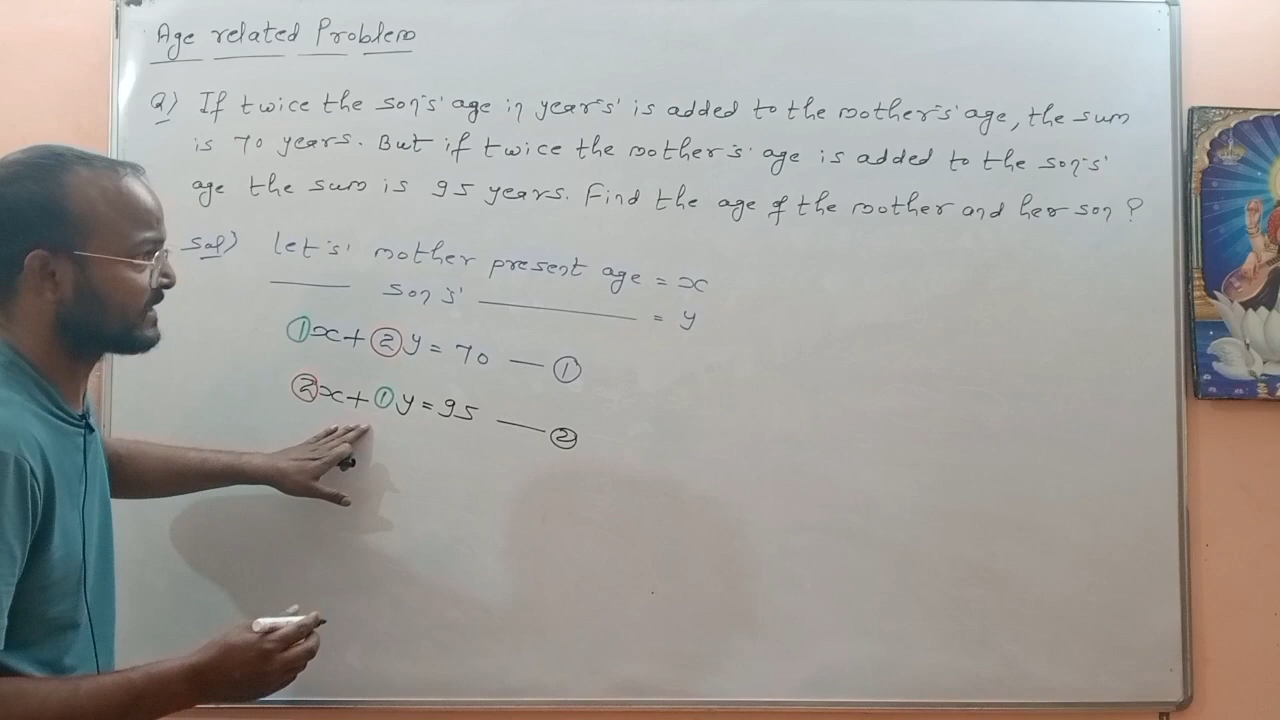 Age related Problem
Q) If twice the son's' age in years' is added to the mother's' age, the sum
is 70 years. But if twice the mother's' age is added to the son's'
age the sum is 95 years. Find the age of the mother and her son ?
Sol) Let's' mother present age = x
——— son's' ——————— = y
①x + ②y = 70 — ①
②x + ①y = 95 — ②